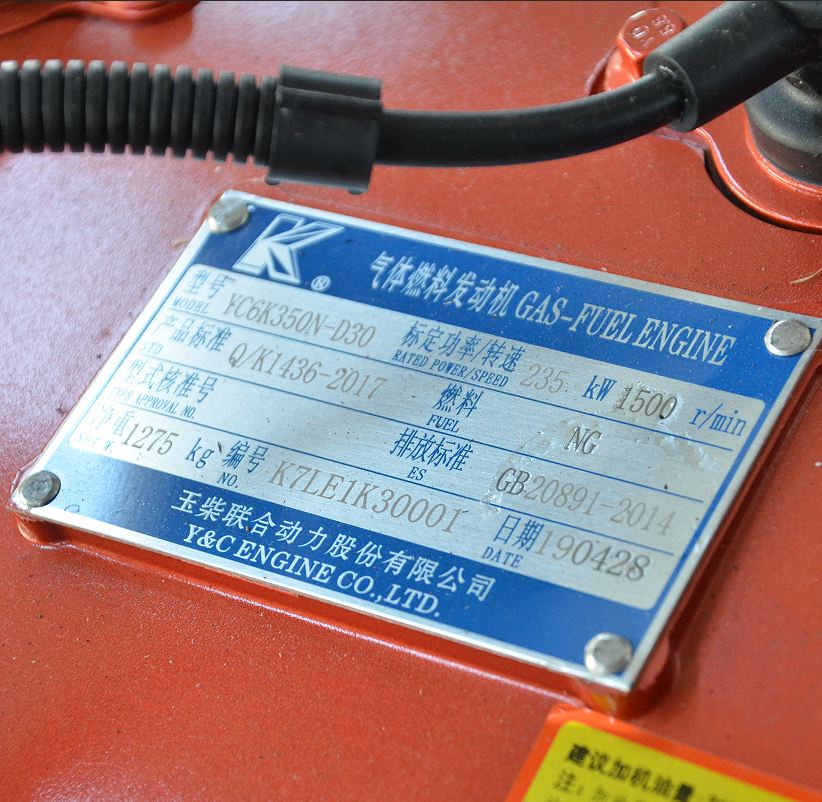 K®
气体燃料发动机 GAS-FUEL ENGINE
型号 YC6K350N-D30 标定功率/转速 235 kW 1500 r/min
MODEL RATED POWER/SPEED
产品标准 Q/K1436-2017 燃料 NG
STD FUEL
型式核准号 排放标准 GB20891-2014
TYPE APPROVAL NO. ES
净重 1275 kg 编号 K7LE1K30001 日期 190428
NET W. NO. DATE
玉柴联合动力股份有限公司
Y&C ENGINE CO.,LTD.
建议加机油量
注: